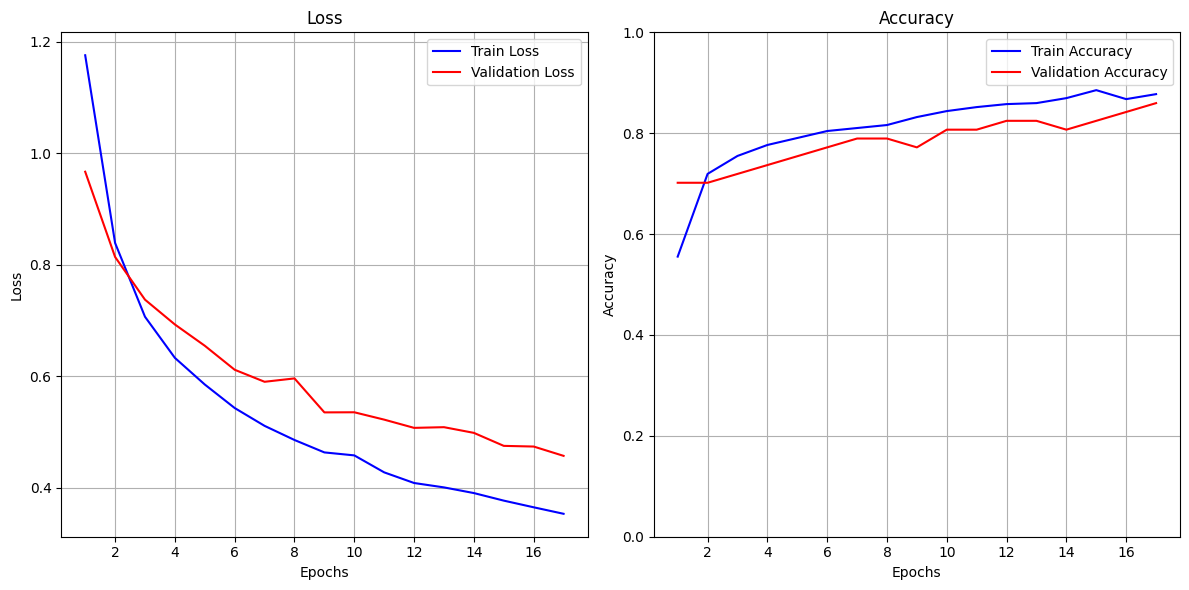 Loss
1.2
1.0
0.8
0.6
0.4
Loss
2 4 6 8 10 12 14 16
Epochs
Train Loss
Validation Loss
Accuracy
1.0
0.8
0.6
0.4
0.2
0.0
Accuracy
2 4 6 8 10 12 14 16
Epochs
Train Accuracy
Validation Accuracy